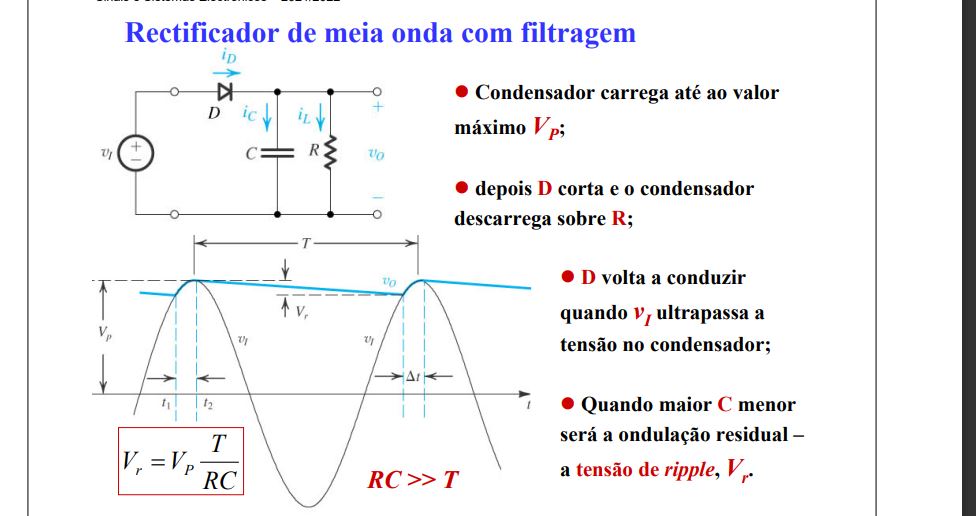 Rectificador de meia onda com filtragem
i_D
D
i_C
i_L
v_I
+
−
C
R
+
v_O
−
● Condensador carrega até ao valor
máximo V_P;
● depois D corta e o condensador
descarrega sobre R;
T
v_O
V_r
V_p
v_I
v_I
Δt
t_1
t_2
t
● D volta a conduzir
quando v_I ultrapassa a
tensão no condensador;
● Quando maior C menor
será a ondulação residual –
a tensão de ripple, V_r.
V_r = V_P T/RC
RC >> T